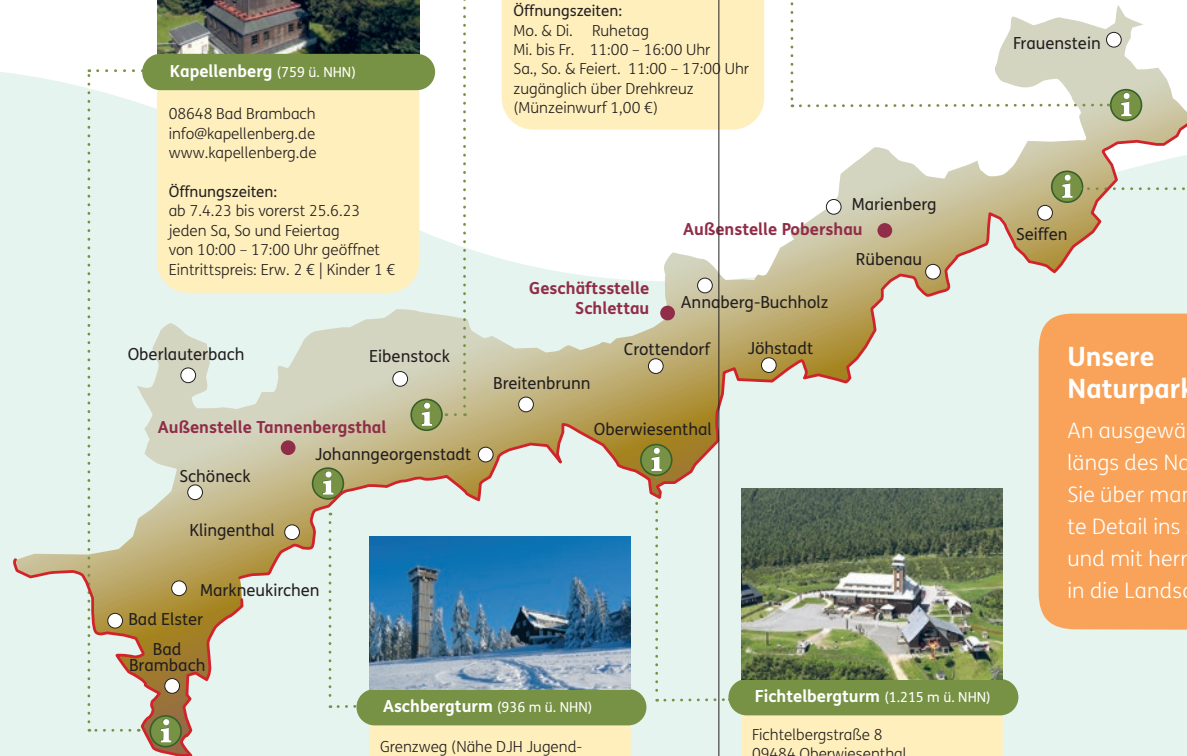 Öffnungszeiten:
Mo. & Di. Ruhetag
Mi. bis Fr. 11:00 – 16:00 Uhr
Sa., So. & Feiert. 11:00 – 17:00 Uhr
zugänglich über Drehkreuz
(Münzeinwurf 1,00 €)
Kapellenberg (759 ü. NHN)
08648 Bad Brambach
info@kapellenberg.de
www.kapellenberg.de
Öffnungszeiten:
ab 7.4.23 bis vorerst 25.6.23
jeden Sa, So und Feiertag
von 10:00 – 17:00 Uhr geöffnet
Eintrittspreis: Erw. 2 € | Kinder 1 €
Frauenstein
i
i
Marienberg
Außenstelle Pobershau
Seiffen
Rübenau
Geschäftsstelle
Schlettau
Annaberg-Buchholz
Crottendorf
Jöhstadt
Oberlauterbach
Eibenstock
Breitenbrunn
i
Außenstelle Tannenbergsthal
Oberwiesenthal
Johanngeorgenstadt
i
Schöneck
i
Klingenthal
Markneukirchen
Bad Elster
Bad
Brambach
i
Unsere
Naturpark
An ausgewä
längs des Na
Sie über mar
te Detail ins
und mit herr
in die Landsc
Aschbergturm (936 m ü. NHN)
Grenzweg (Nähe DJH Jugend-
Fichtelbergturm (1.215 m ü. NHN)
Fichtelbergstraße 8
09484 Oberwiesenthal